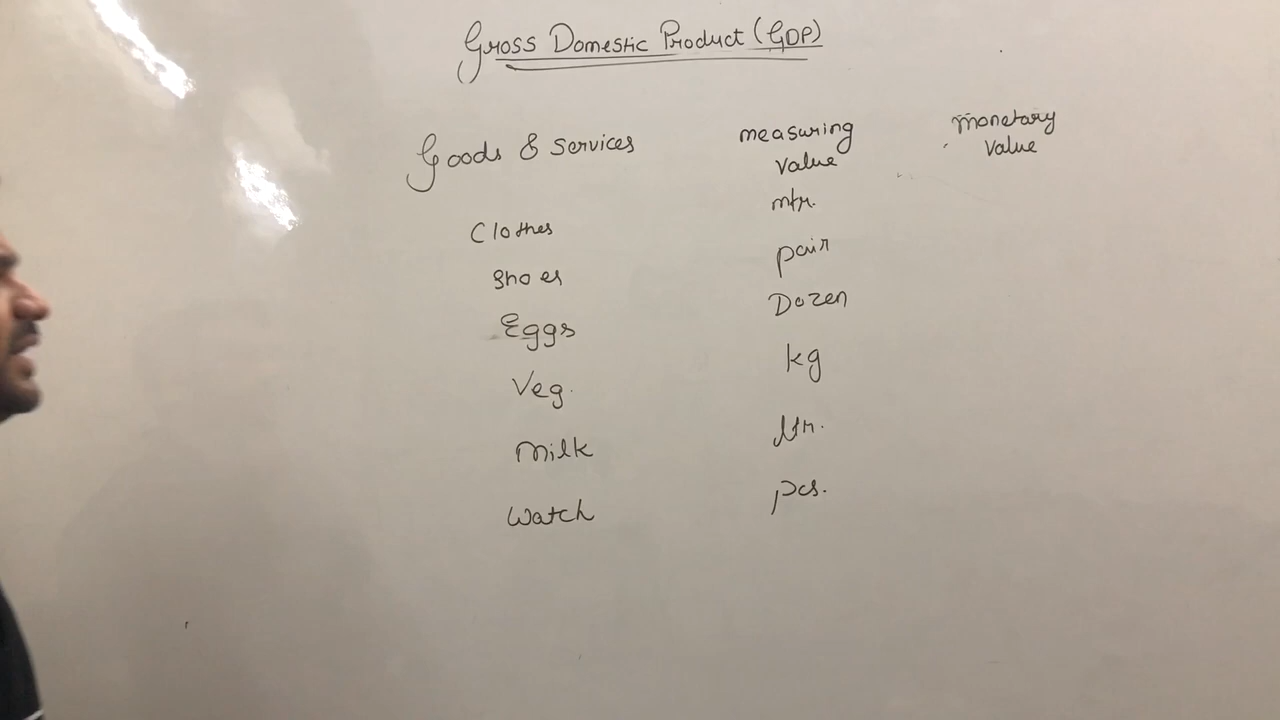 Gross Domestic Product (GDP)
Goods & Services measuring value monetary value
Clothes mtr.
Shoes pair
Eggs Dozen
Veg. kg
Milk ltr.
Watch pcs.